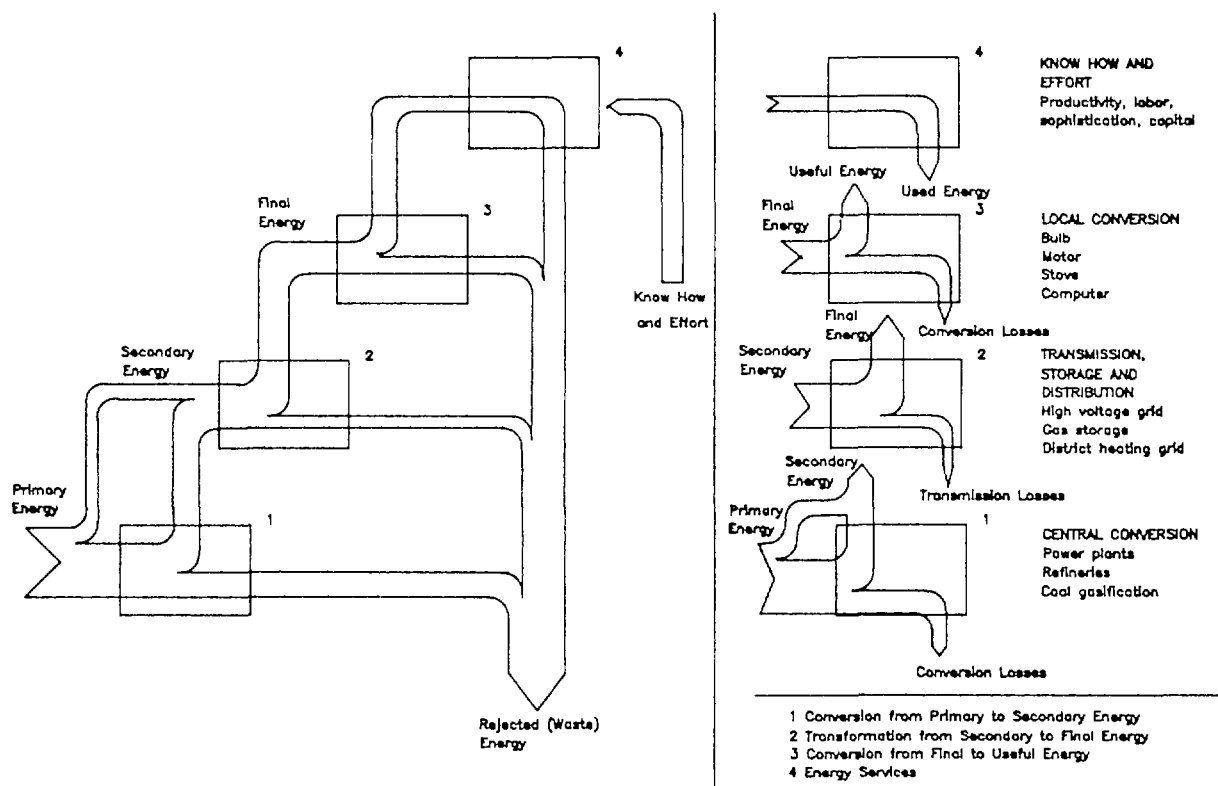 4
Final
Energy
3
Know How
and Effort
Secondary
Energy
2
Primary
Energy
1
Rejected (Waste)
Energy
4
KNOW HOW AND
EFFORT
Productivity, labor,
sophistication, capital
Useful Energy
Used Energy
Final
Energy
3
LOCAL CONVERSION
Bulb
Motor
Stove
Computer
Final
Energy
Conversion Losses
Secondary
Energy
2
TRANSMISSION,
STORAGE AND
DISTRIBUTION
High voltage grid
Gas storage
District heating grid
Secondary
Energy
Transmission Losses
Primary
Energy
1
CENTRAL CONVERSION
Power plants
Refineries
Coal gasification
Conversion Losses
1 Conversion from Primary to Secondary Energy
2 Transformation from Secondary to Final Energy
3 Conversion from Final to Useful Energy
4 Energy Services